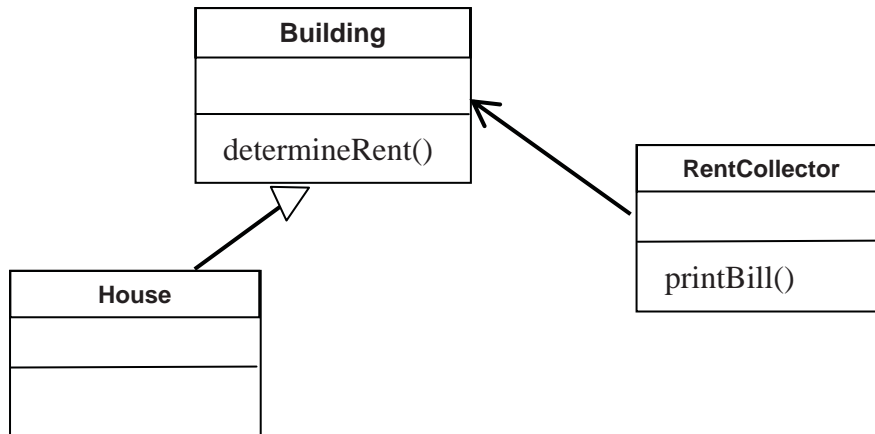 Building
determineRent()
RentCollector
printBill()
House